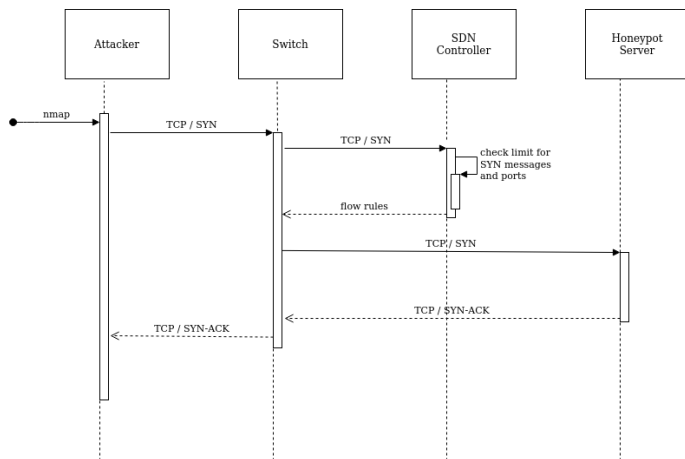 Attacker
Switch
SDN
Controller
Honeypot
Server
nmap
TCP / SYN
TCP / SYN
check limit for
SYN messages
and ports
flow rules
TCP / SYN
TCP / SYN-ACK
TCP / SYN-ACK